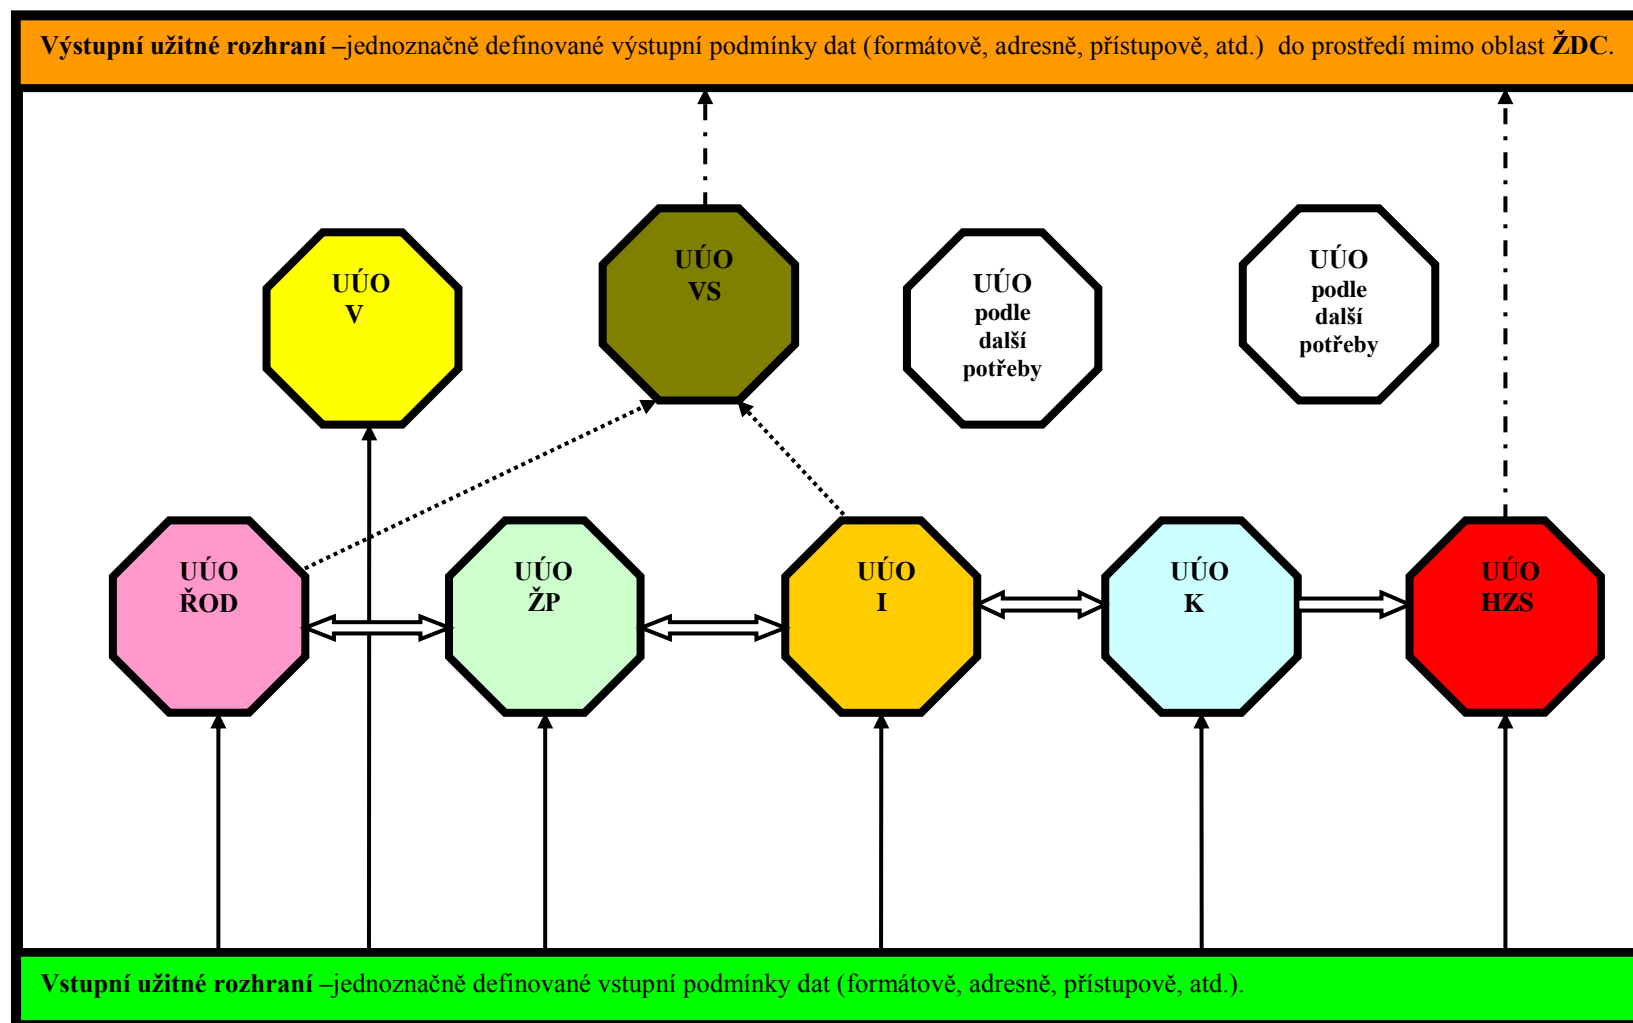 Výstupní užitné rozhraní –jednoznačně definované výstupní podmínky dat (formátově, adresně, přístupově, atd.)  do prostředí mimo oblast ŽDC.
UÚO
V
UÚO
VS
UÚO
podle
další
potřeby
UÚO
podle
další
potřeby
UÚO
ŘOD
UÚO
ŽP
UÚO
I
UÚO
K
UÚO
HZS
Vstupní užitné rozhraní –jednoznačně definované vstupní podmínky dat (formátově, adresně, přístupově, atd.).